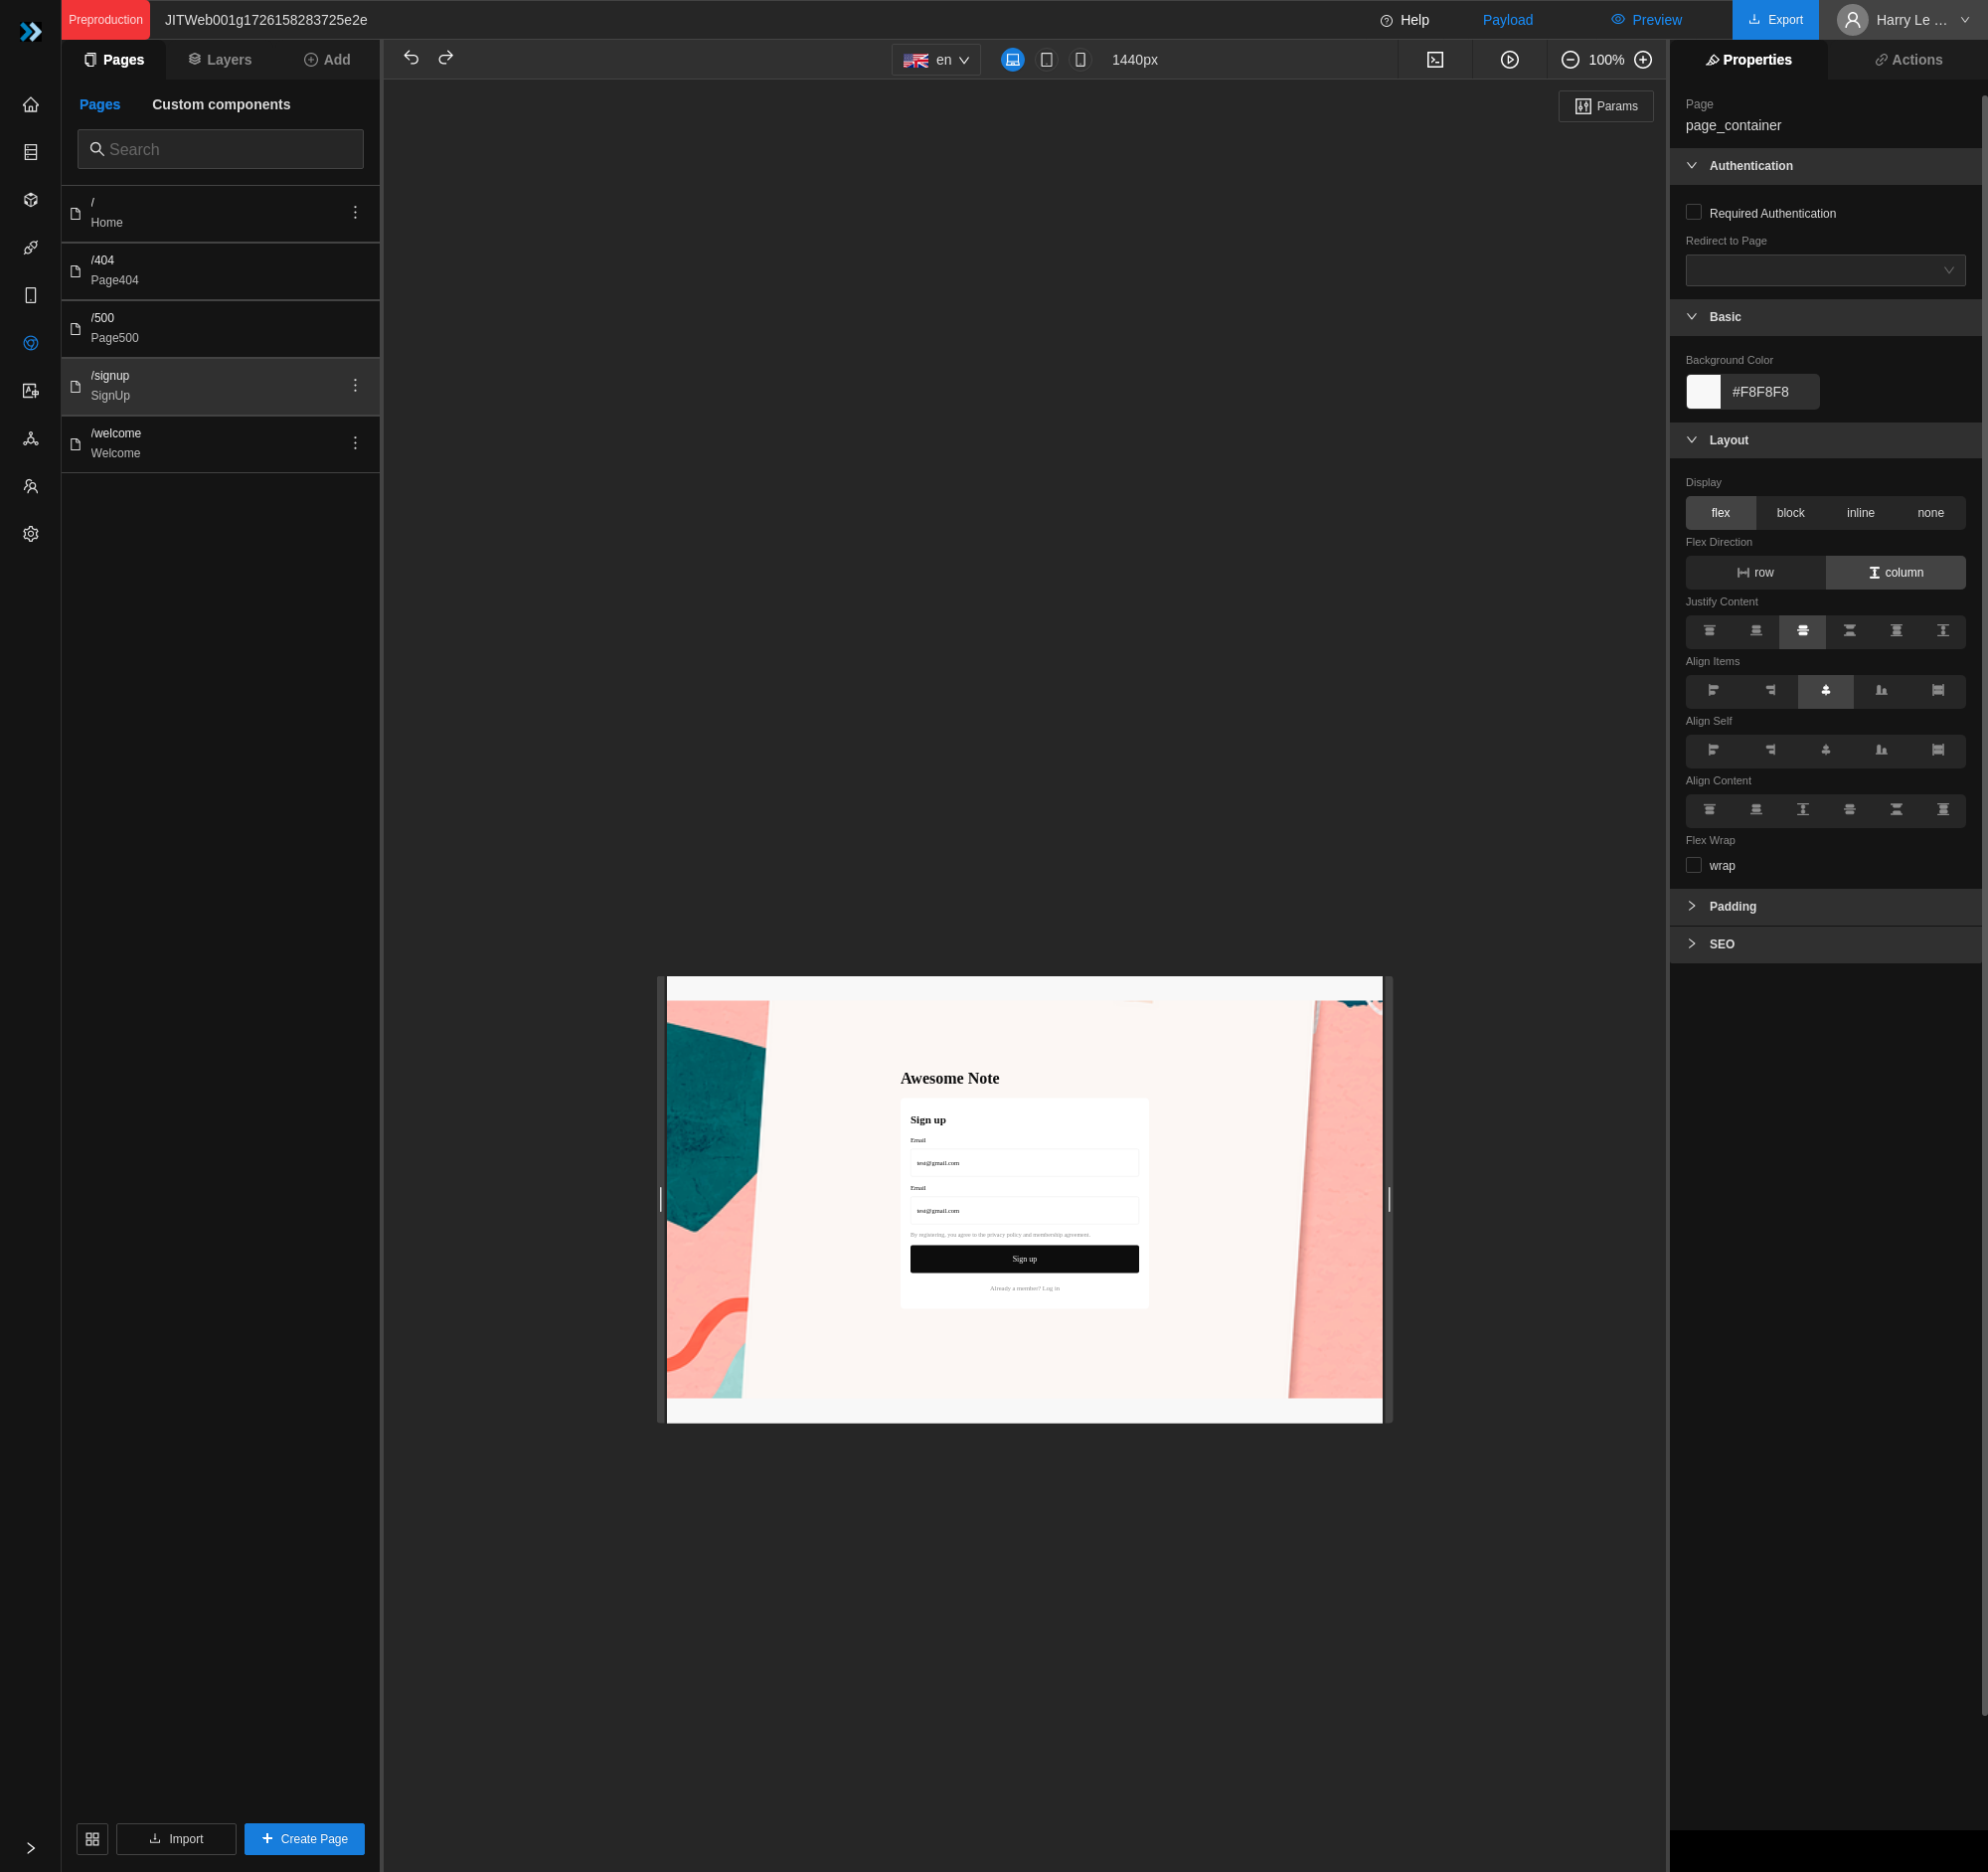 Preproduction
JITWeb001g1726158283725e2e
Help
Payload
Preview
Export
Harry Le ...
Pages
Layers
Add
en
1440px
100%
Properties
Actions
Pages
Custom components
Search
/
Home
/404
Page404
/500
Page500
/signup
SignUp
/welcome
Welcome
Import
Create Page
Params
Awesome Note
Sign up
Email
test@gmail.com
Email
test@gmail.com
By registering, you agree to the privacy policy and membership agreement.
Sign up
Already a member? Log in
Page
page_container
Authentication
Required Authentication
Redirect to Page
Basic
Background Color
#F8F8F8
Layout
Display
flex block inline none
Flex Direction
row column
Justify Content
Align Items
Align Self
Align Content
Flex Wrap
wrap
Padding
SEO